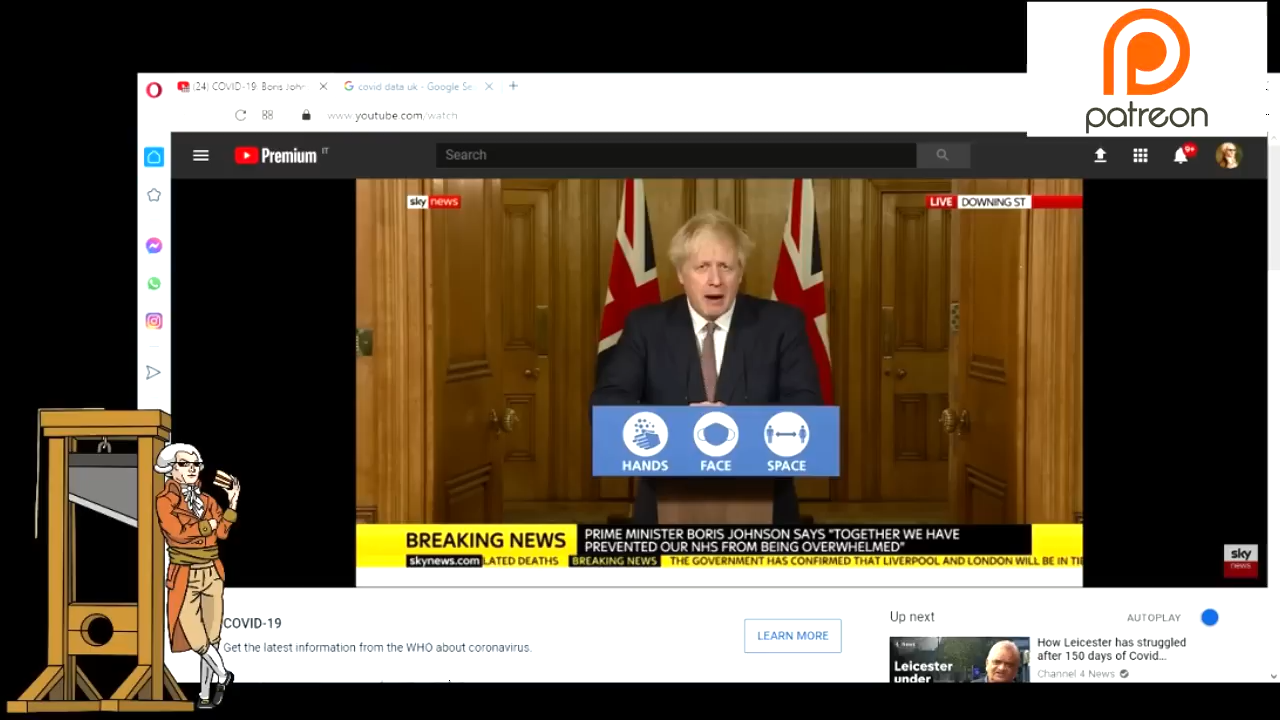 patreon
(24) COVID-19: Boris John
covid data uk - Google Se
www.youtube.com/watch
Premium IT
Search
9+
sky news
LIVE DOWNING ST
HANDS FACE SPACE
BREAKING NEWS
PRIME MINISTER BORIS JOHNSON SAYS "TOGETHER WE HAVE
PREVENTED OUR NHS FROM BEING OVERWHELMED"
skynews.com LATED DEATHS BREAKING NEWS THE GOVERNMENT HAS CONFIRMED THAT LIVERPOOL AND LONDON WILL BE IN TIE
sky
news
COVID-19
Get the latest information from the WHO about coronavirus.
LEARN MORE
Up next
AUTOPLAY
Leicester
under
How Leicester has struggled
after 150 days of Covid...
Channel 4 News